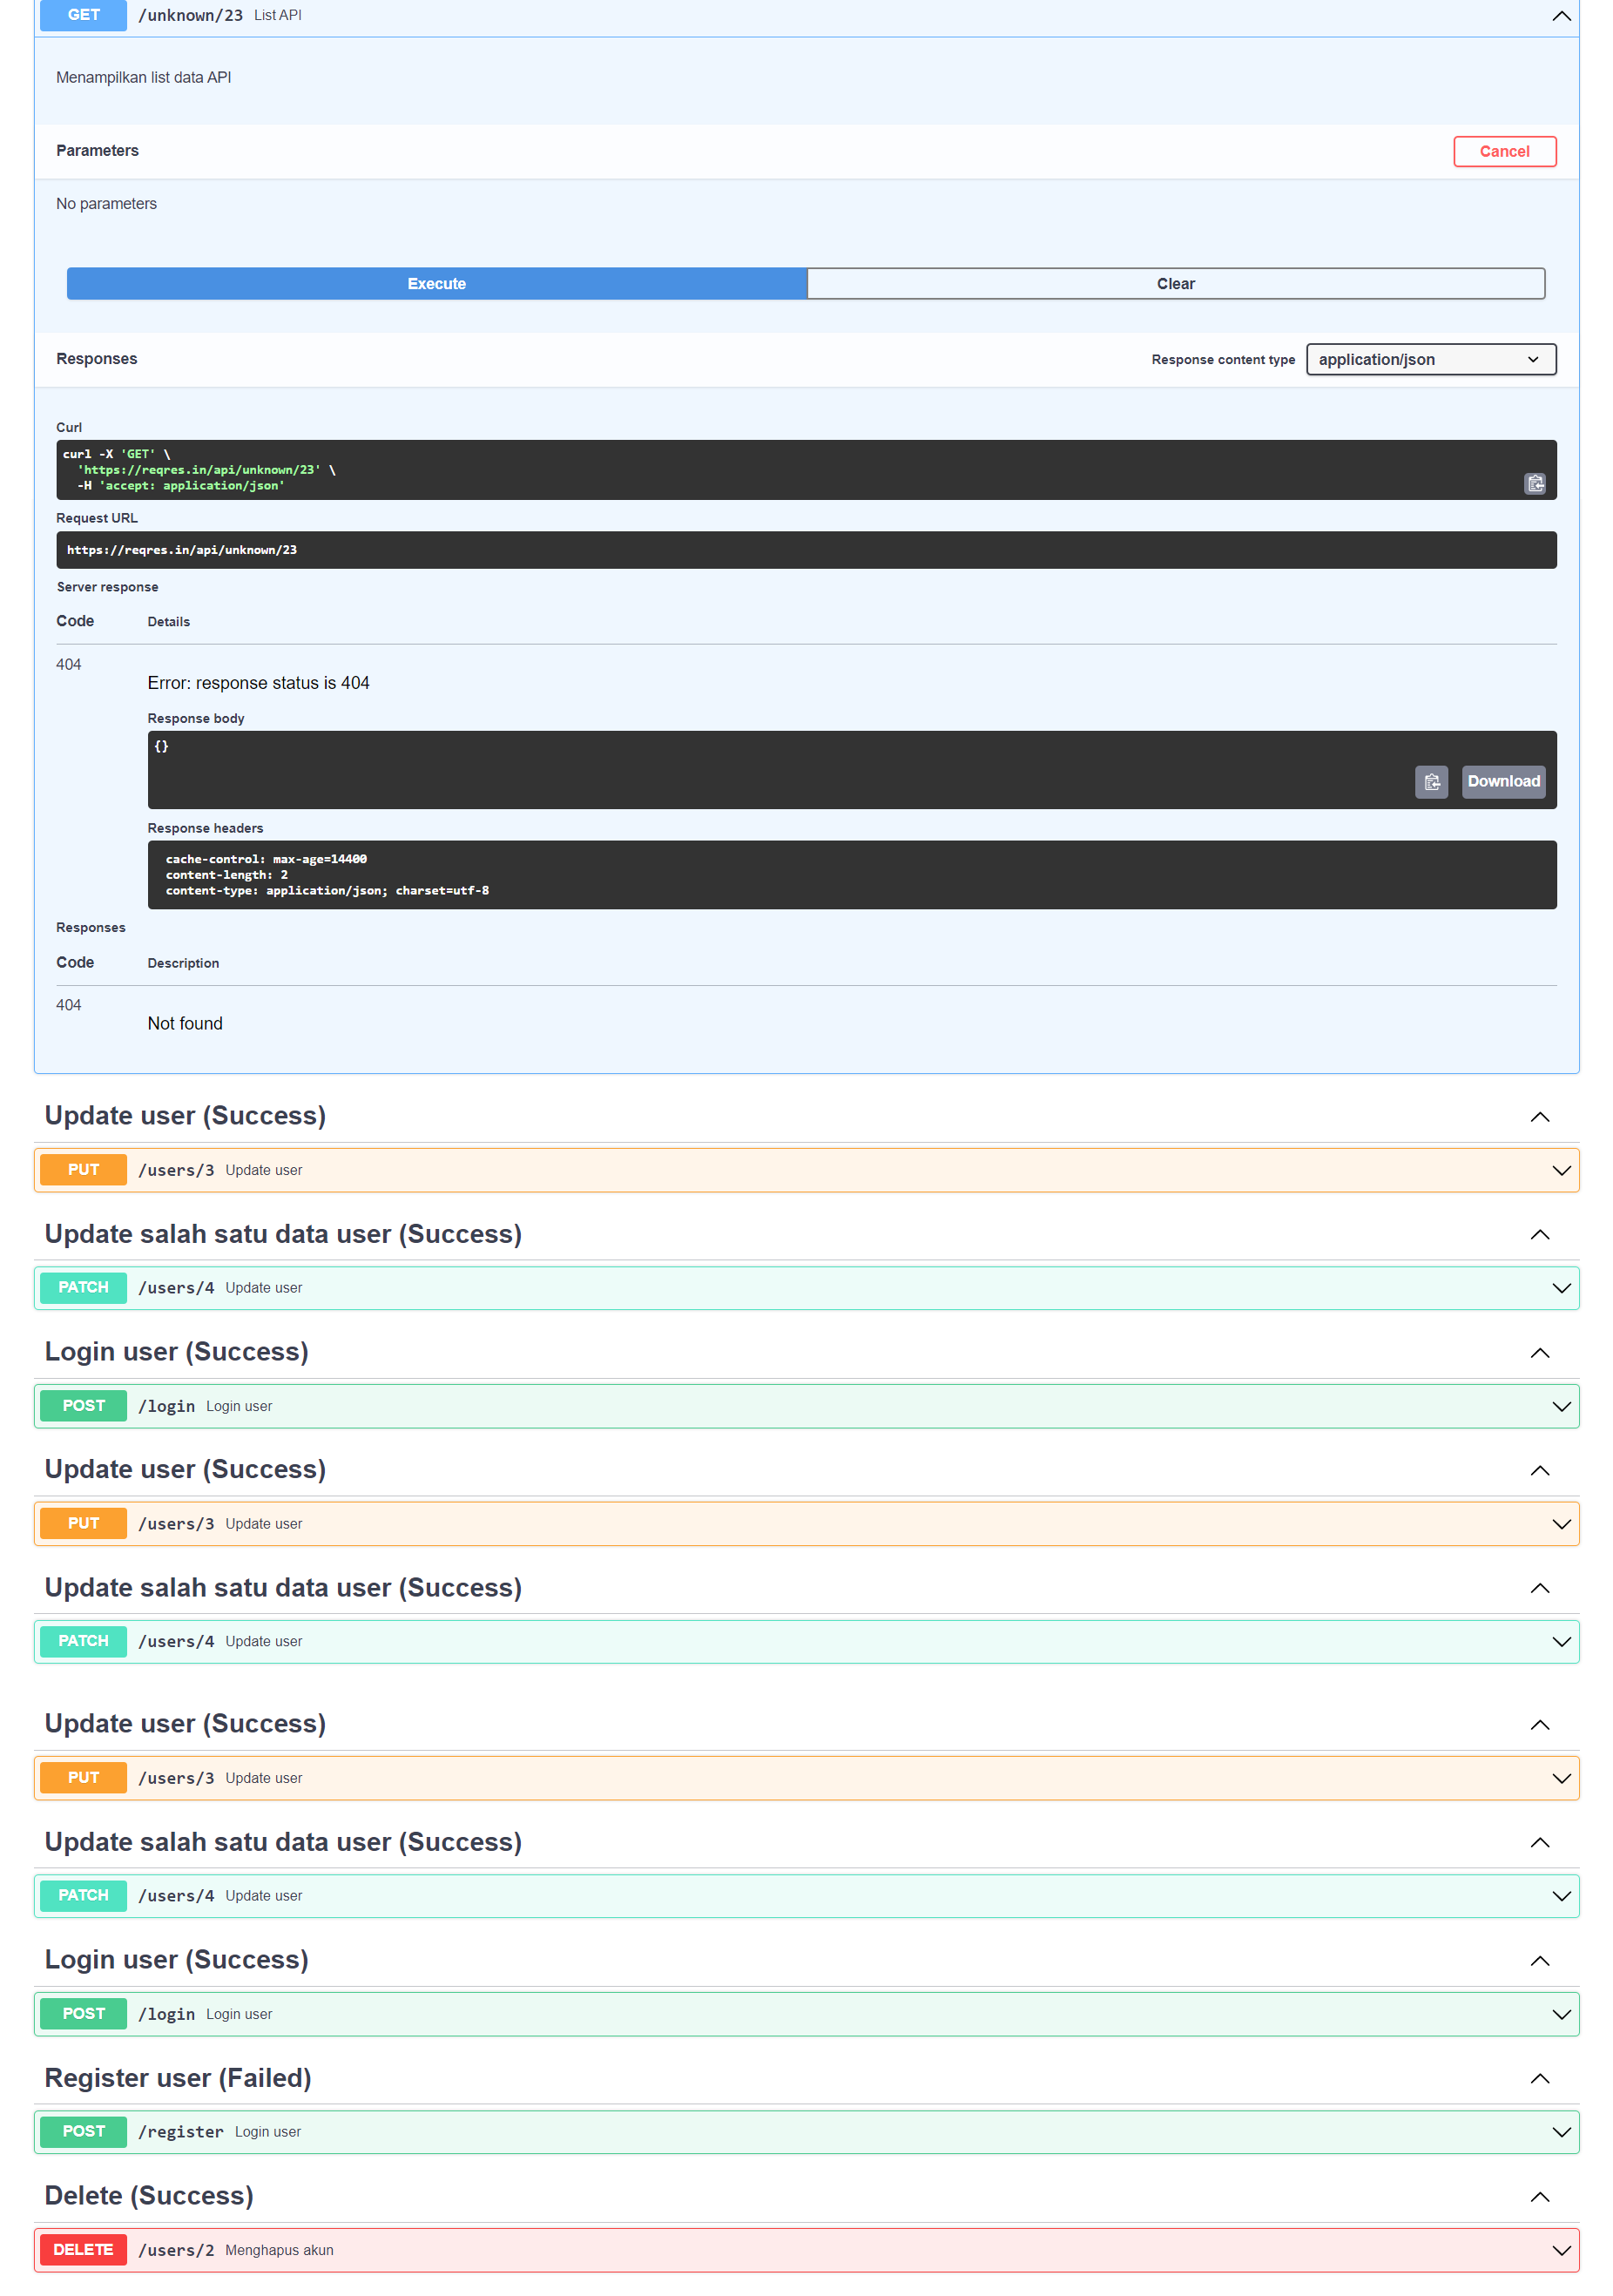 GET /unknown/23 List API
Menampilkan list data API
Parameters Cancel
No parameters
Execute Clear
Responses Response content type application/json
Curl
curl -X 'GET' \
'https://reqres.in/api/unknown/23' \
-H 'accept: application/json'
Request URL
https://reqres.in/api/unknown/23
Server response
Code Details
404
Error: response status is 404
Response body
{}
Download
Response headers
cache-control: max-age=14400
content-length: 2
content-type: application/json; charset=utf-8
Responses
Code Description
404
Not found
Update user (Success)
PUT /users/3 Update user
Update salah satu data user (Success)
PATCH /users/4 Update user
Login user (Success)
POST /login Login user
Update user (Success)
PUT /users/3 Update user
Update salah satu data user (Success)
PATCH /users/4 Update user
Update user (Success)
PUT /users/3 Update user
Update salah satu data user (Success)
PATCH /users/4 Update user
Login user (Success)
POST /login Login user
Register user (Failed)
POST /register Login user
Delete (Success)
DELETE /users/2 Menghapus akun